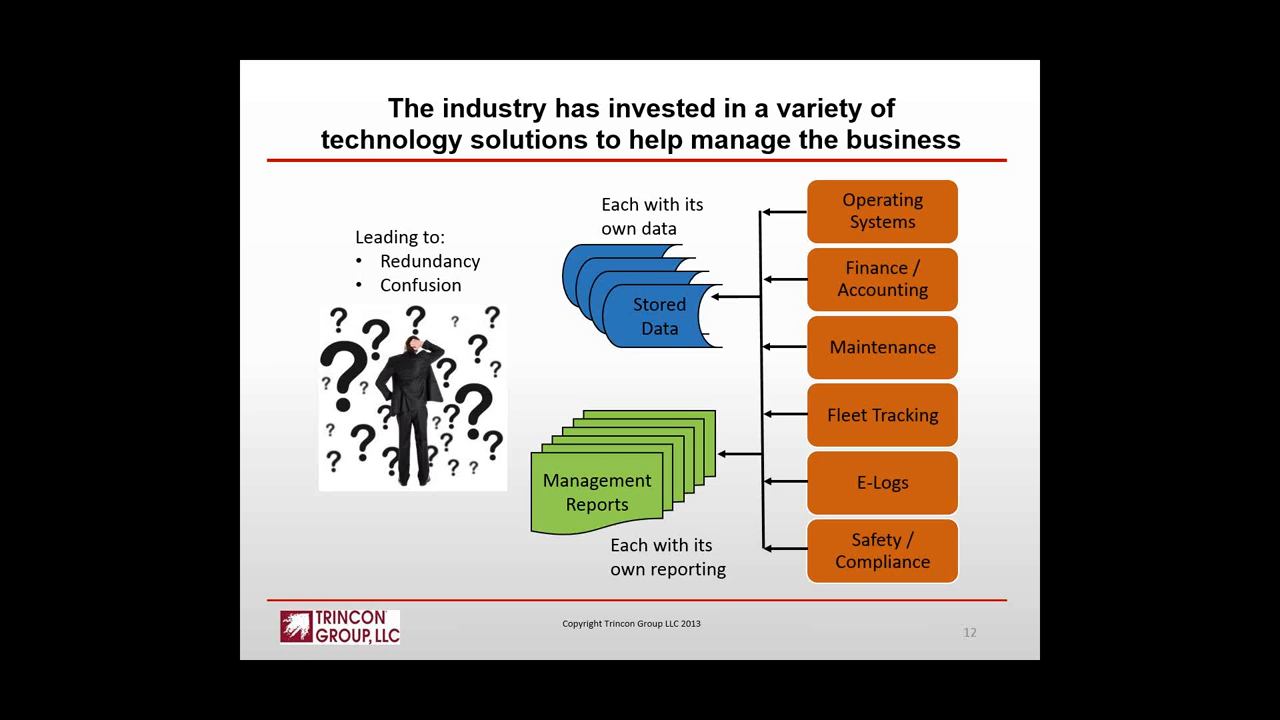 The industry has invested in a variety of
technology solutions to help manage the business
Leading to:
• Redundancy
• Confusion
Each with its
own data
Stored
Data
Management
Reports
Each with its
own reporting
Operating
Systems
Finance /
Accounting
Maintenance
Fleet Tracking
E-Logs
Safety /
Compliance
TRINCON
GROUP, LLC
Copyright Trincon Group LLC 2013
12